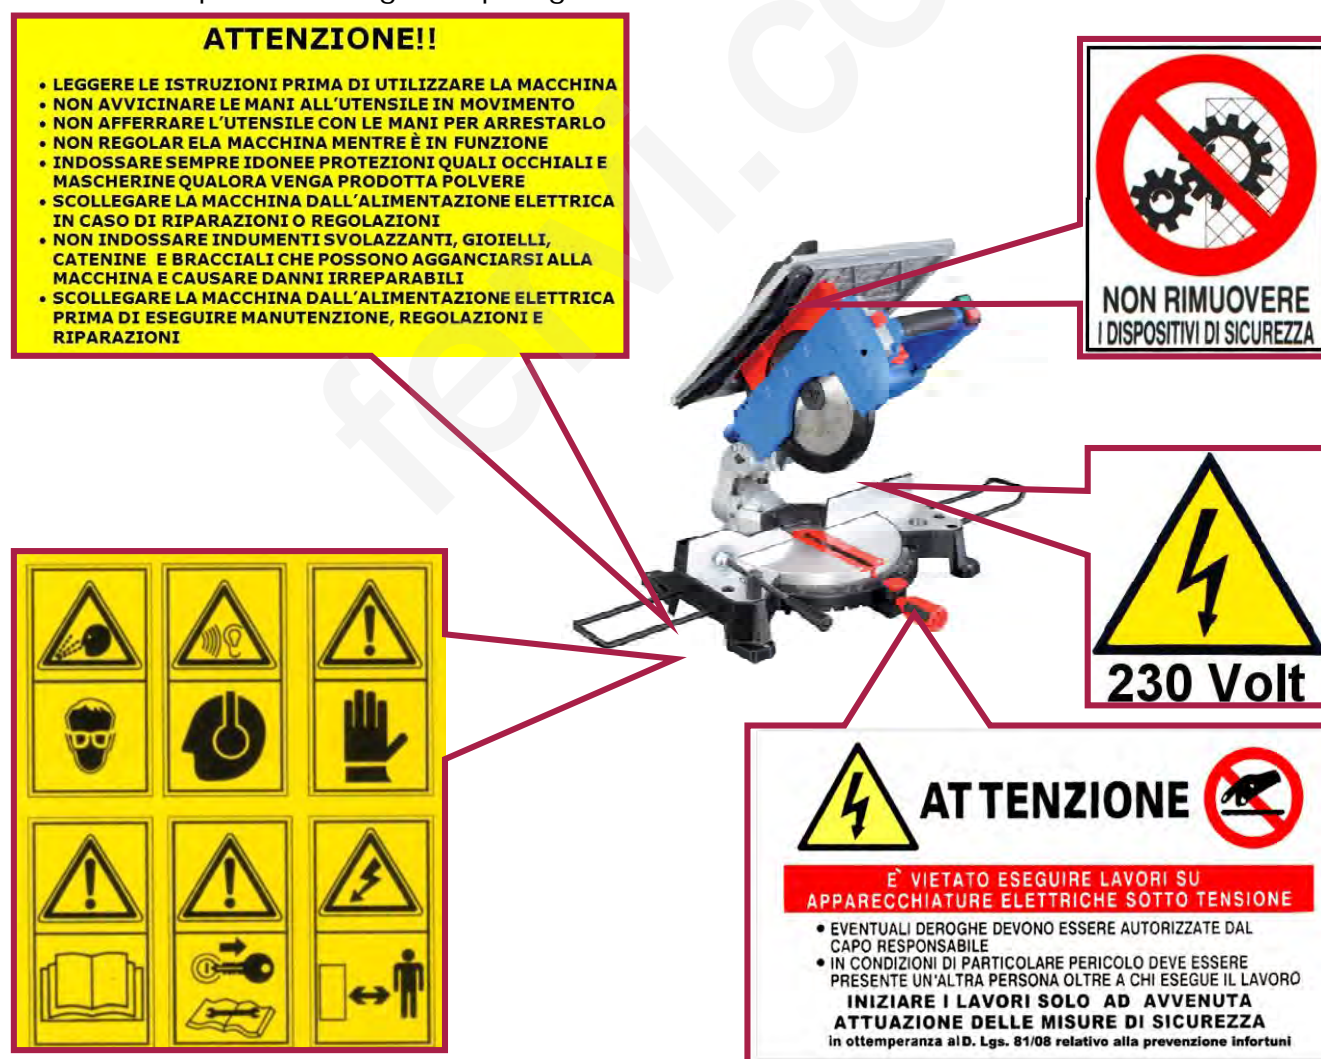 ATTENZIONE!!
• LEGGERE LE ISTRUZIONI PRIMA DI UTILIZZARE LA MACCHINA
• NON AVVICINARE LE MANI ALL'UTENSILE IN MOVIMENTO
• NON AFFERRARE L'UTENSILE CON LE MANI PER ARRESTARLO
• NON REGOLAR ELA MACCHINA MENTRE È IN FUNZIONE
• INDOSSARE SEMPRE IDONEE PROTEZIONI QUALI OCCHIALI E
MASCHERINE QUALORA VENGA PRODOTTA POLVERE
• SCOLLEGARE LA MACCHINA DALL'ALIMENTAZIONE ELETTRICA
IN CASO DI RIPARAZIONI O REGOLAZIONI
• NON INDOSSARE INDUMENTI SVOLAZZANTI, GIOIELLI,
CATENINE E BRACCIALI CHE POSSONO AGGANCIARSI ALLA
MACCHINA E CAUSARE DANNI IRREPARABILI
• SCOLLEGARE LA MACCHINA DALL'ALIMENTAZIONE ELETTRICA
PRIMA DI ESEGUIRE MANUTENZIONE, REGOLAZIONI E
RIPARAZIONI
NON RIMUOVERE
I DISPOSITIVI DI SICUREZZA
230 Volt
ATTENZIONE
E' VIETATO ESEGUIRE LAVORI SU
APPARECCHIATURE ELETTRICHE SOTTO TENSIONE
• EVENTUALI DEROGHE DEVONO ESSERE AUTORIZZATE DAL
CAPO RESPONSABILE
• IN CONDIZIONI DI PARTICOLARE PERICOLO DEVE ESSERE
PRESENTE UN'ALTRA PERSONA OLTRE A CHI ESEGUE IL LAVORO
INIZIARE I LAVORI SOLO AD AVVENUTA
ATTUAZIONE DELLE MISURE DI SICUREZZA
in ottemperanza al D. Lgs. 81/08 relativo alla prevenzione infortuni
fervi.co